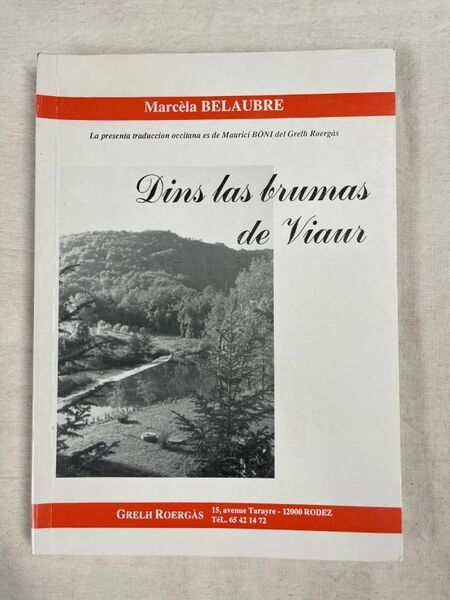 Marcèla BELAUBRE
La presenta traduccion occitana es de Maurici BÒNI del Grelh Roergàs
Dins las brumas
de Viaur
GRELH ROERGÀS
15, avenue Tarayre - 12000 RODEZ
TéL. 65 42 14 72